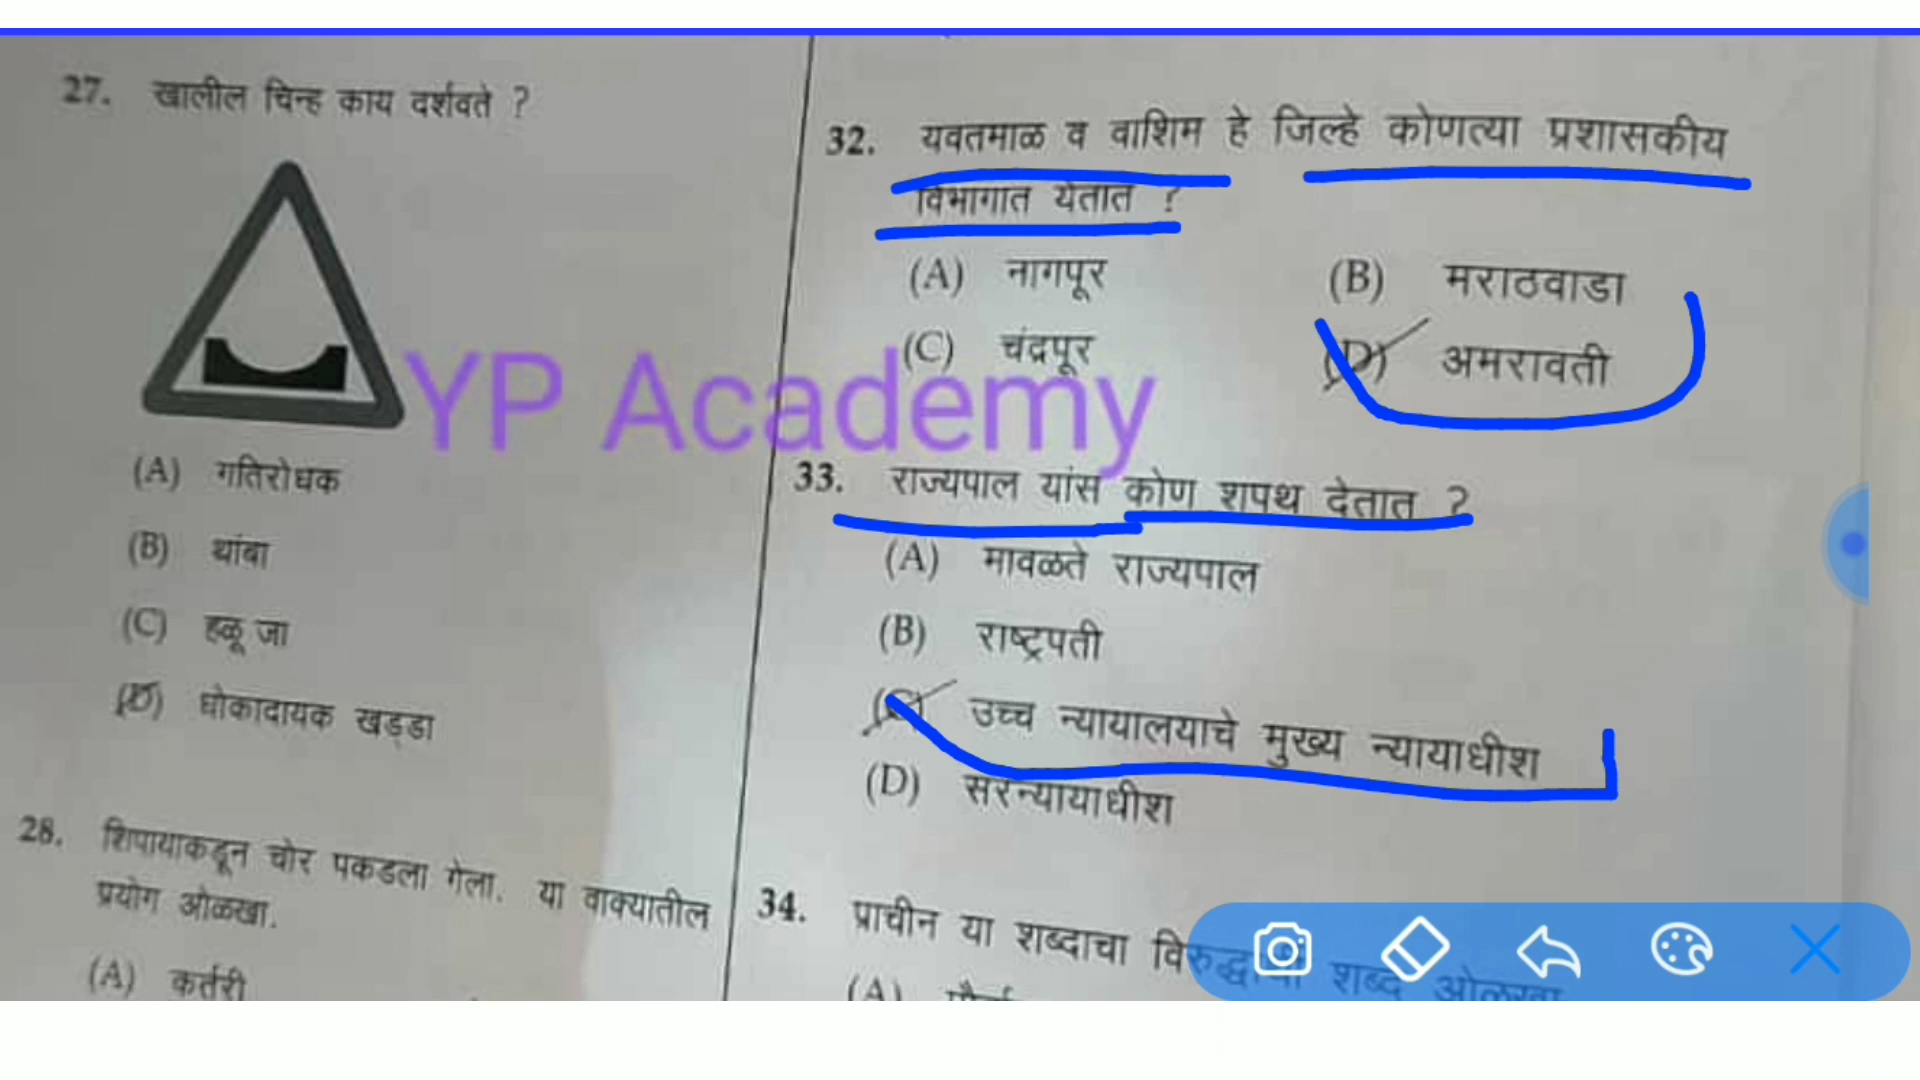 27. खालील चिन्ह काय दर्शवते ?
(A) गतिरोधक
(B) थांबा
(C) हळू जा
(D) धोकादायक खड्डा
28. शिपायाकडून चोर पकडला गेला. या वाक्यातील
प्रयोग ओळखा.
(A) कर्तरी
32. यवतमाळ व वाशिम हे जिल्हे कोणत्या प्रशासकीय
विभागात येतात ?
(A) नागपूर (B) मराठवाडा
(C) चंद्रपूर (D) अमरावती
33. राज्यपाल यांस कोण शपथ देतात ?
(A) मावळते राज्यपाल
(B) राष्ट्रपती
(C) उच्च न्यायालयाचे मुख्य न्यायाधीश
(D) सरन्यायाधीश
34. प्राचीन या शब्दाचा विरुद्धार्थी शब्द ओळखा
(A)
YP Academy